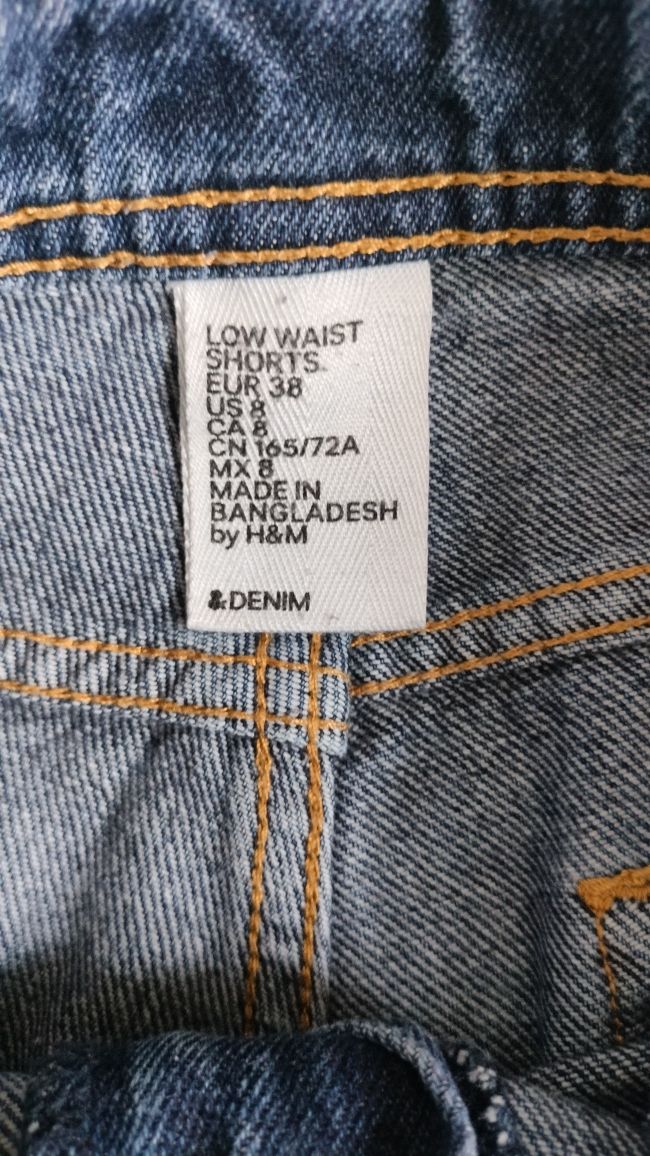 LOW WAIST
SHORTS
EUR 38
US 8
CA 8
CN 165/72A
MX 8
MADE IN
BANGLADESH
by H&M
&DENIM